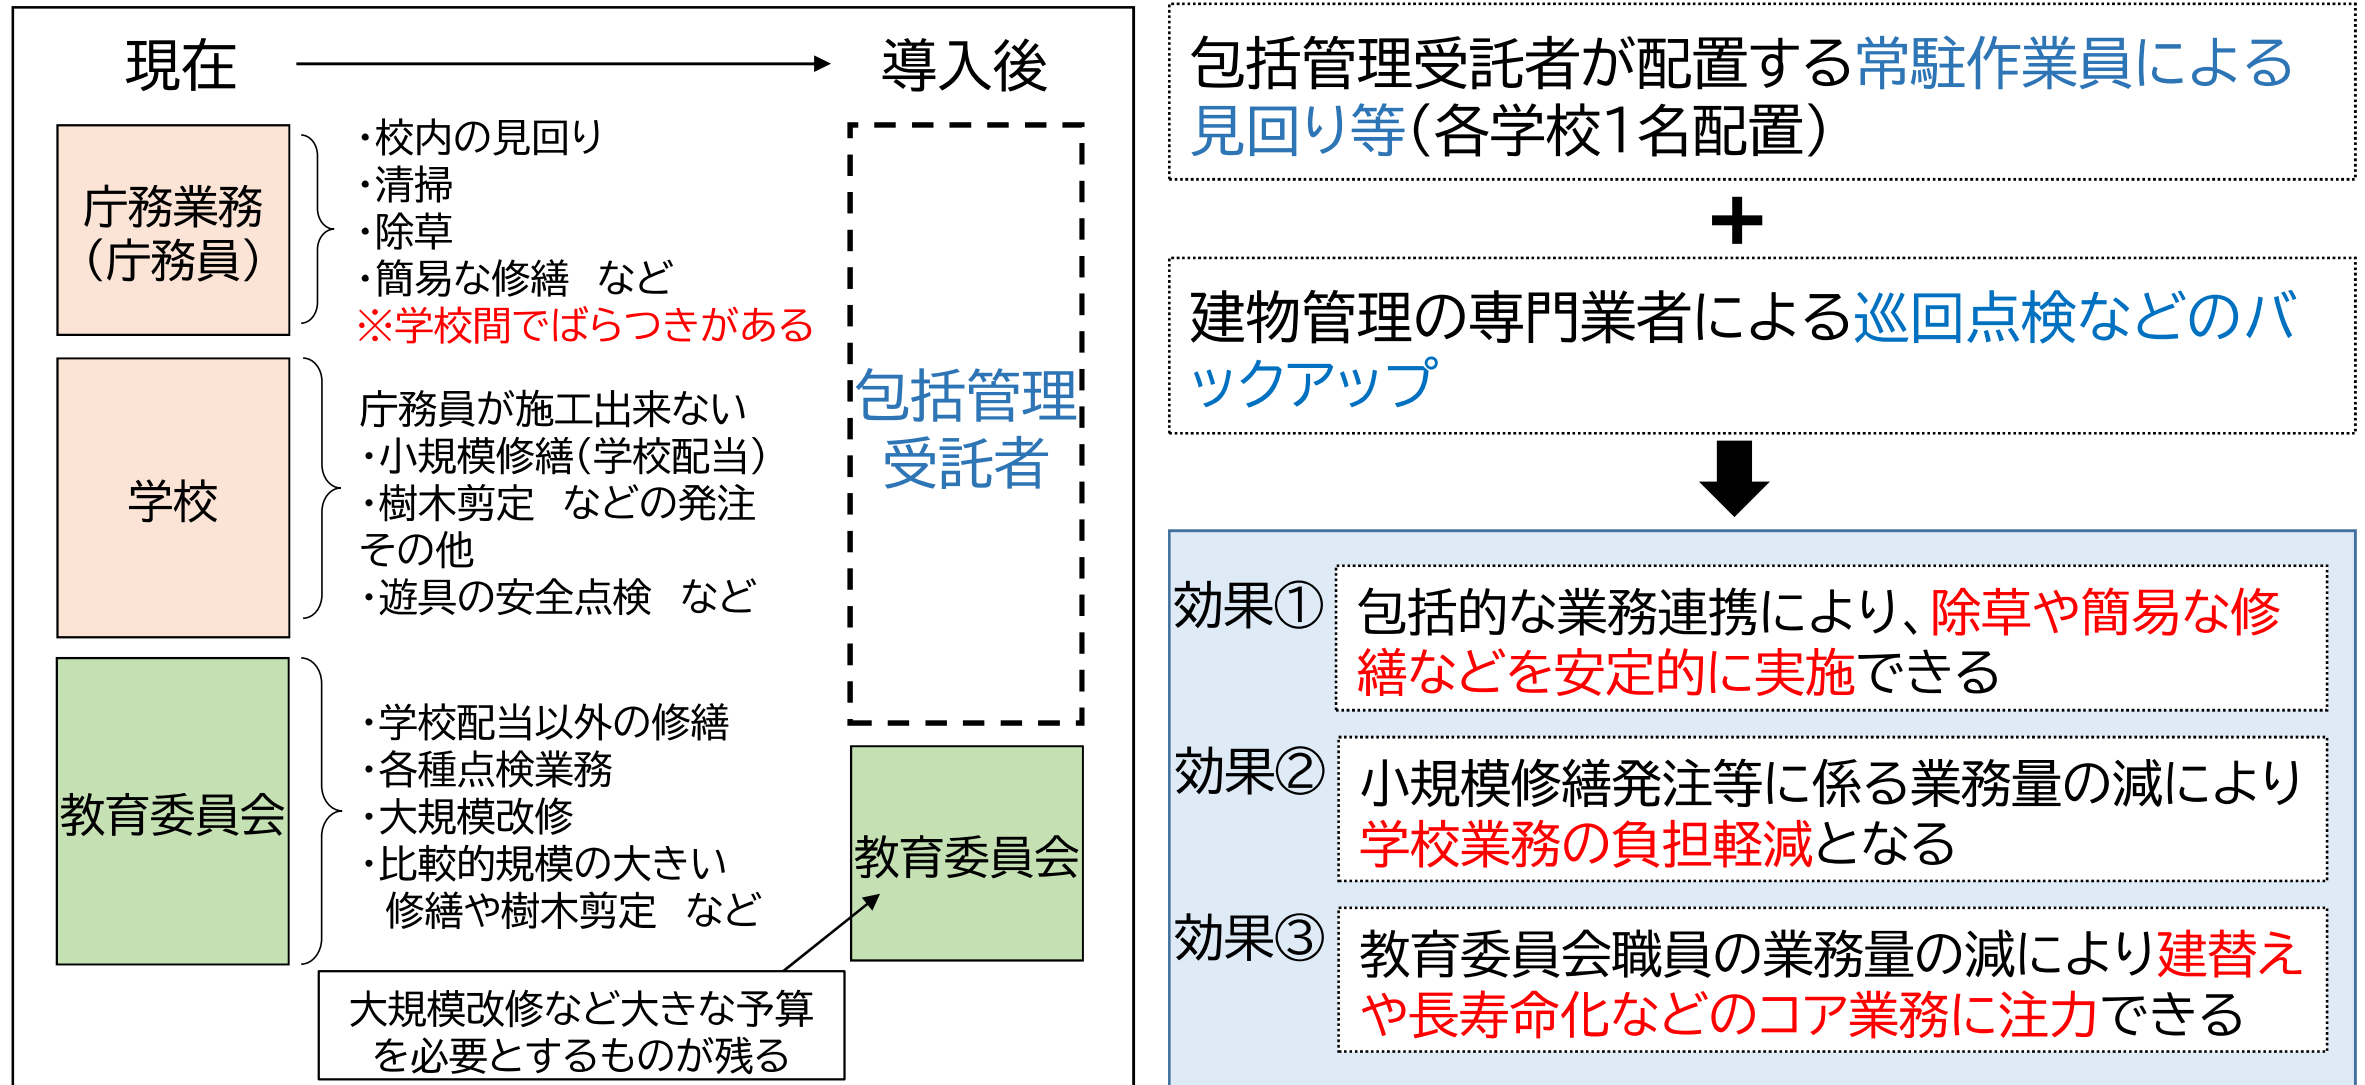 現在
導入後
庁務業務
（庁務員）
・校内の見回り
・清掃
・除草
・簡易な修繕　など
※学校間でばらつきがある
学校
庁務員が施工出来ない
・小規模修繕（学校配当）
・樹木剪定　などの発注
その他
・遊具の安全点検　など
教育委員会
・学校配当以外の修繕
・各種点検業務
・大規模改修
・比較的規模の大きい
修繕や樹木剪定　など
包括管理
受託者
教育委員会
大規模改修など大きな予算
を必要とするものが残る
包括管理受託者が配置する常駐作業員による
見回り等（各学校1名配置）
＋
建物管理の専門業者による巡回点検などのバ
ックアップ
効果①
包括的な業務連携により、除草や簡易な修
繕などを安定的に実施できる
効果②
小規模修繕発注等に係る業務量の減により
学校業務の負担軽減となる
効果③
教育委員会職員の業務量の減により建替え
や長寿命化などのコア業務に注力できる